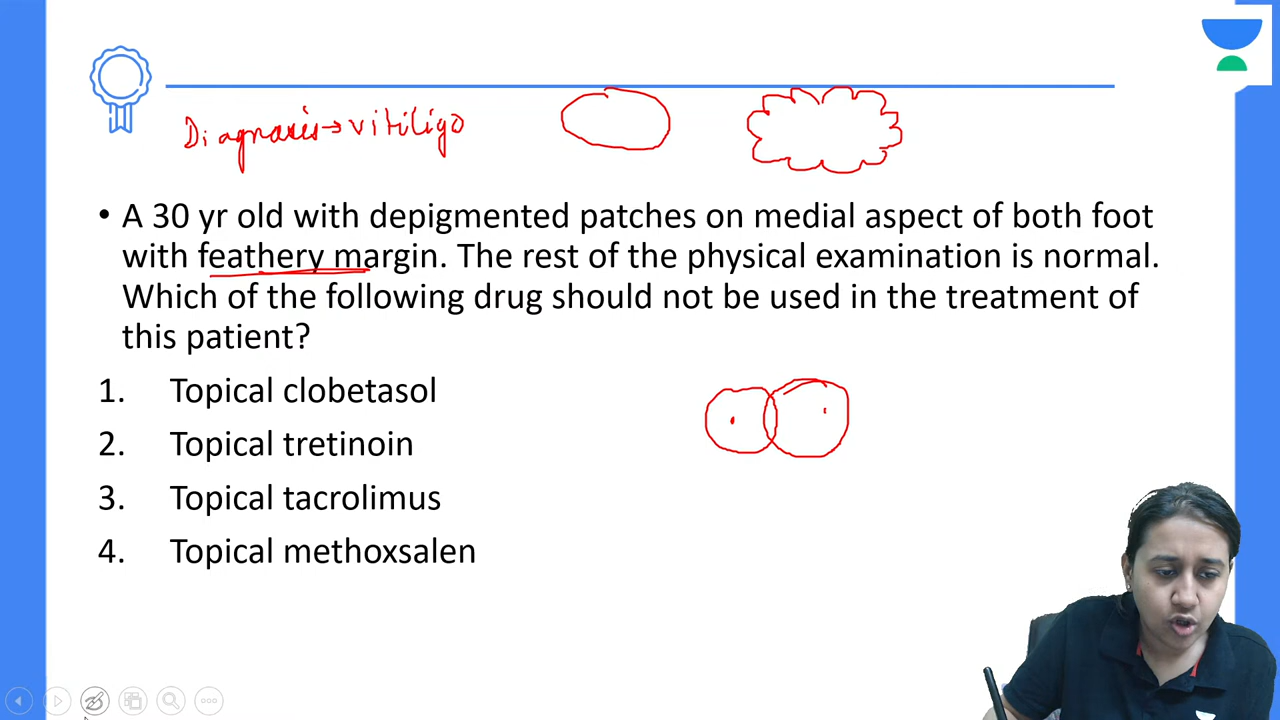 Diagnosis → vitiligo
• A 30 yr old with depigmented patches on medial aspect of both foot
with feathery margin. The rest of the physical examination is normal.
Which of the following drug should not be used in the treatment of
this patient?
1. Topical clobetasol
2. Topical tretinoin
3. Topical tacrolimus
4. Topical methoxsalen